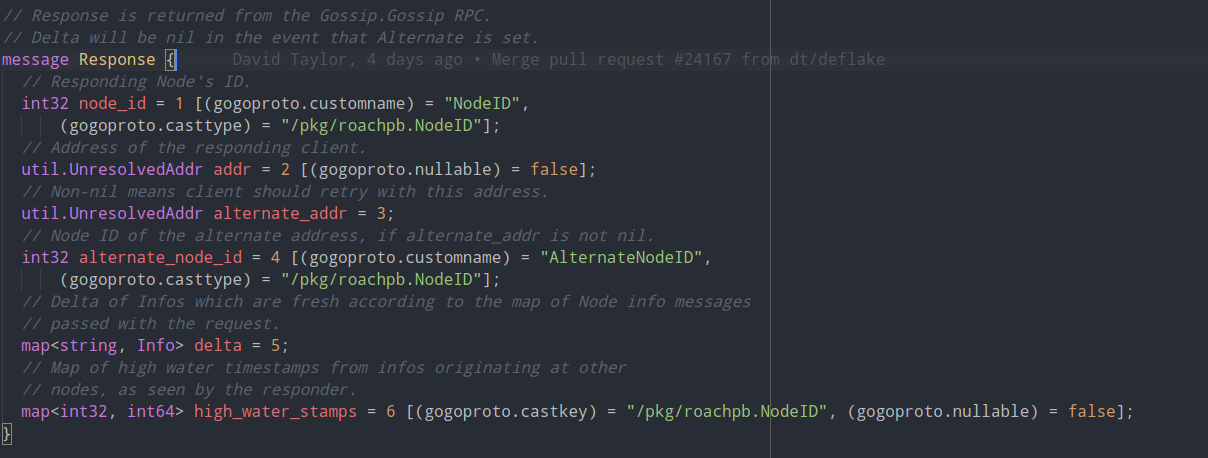 // Response is returned from the Gossip.Gossip RPC.
// Delta will be nil in the event that Alternate is set.
message Response { David Taylor, 4 days ago • Merge pull request #24167 from dt/deflake
// Responding Node's ID.
int32 node_id = 1 [(gogoproto.customname) = "NodeID",
(gogoproto.casttype) = "/pkg/roachpb.NodeID"];
// Address of the responding client.
util.UnresolvedAddr addr = 2 [(gogoproto.nullable) = false];
// Non-nil means client should retry with this address.
util.UnresolvedAddr alternate_addr = 3;
// Node ID of the alternate address, if alternate_addr is not nil.
int32 alternate_node_id = 4 [(gogoproto.customname) = "AlternateNodeID",
(gogoproto.casttype) = "/pkg/roachpb.NodeID"];
// Delta of Infos which are fresh according to the map of Node info messages
// passed with the request.
map<string, Info> delta = 5;
// Map of high water timestamps from infos originating at other
// nodes, as seen by the responder.
map<int32, int64> high_water_stamps = 6 [(gogoproto.castkey) = "/pkg/roachpb.NodeID", (gogoproto.nullable) = false];
}